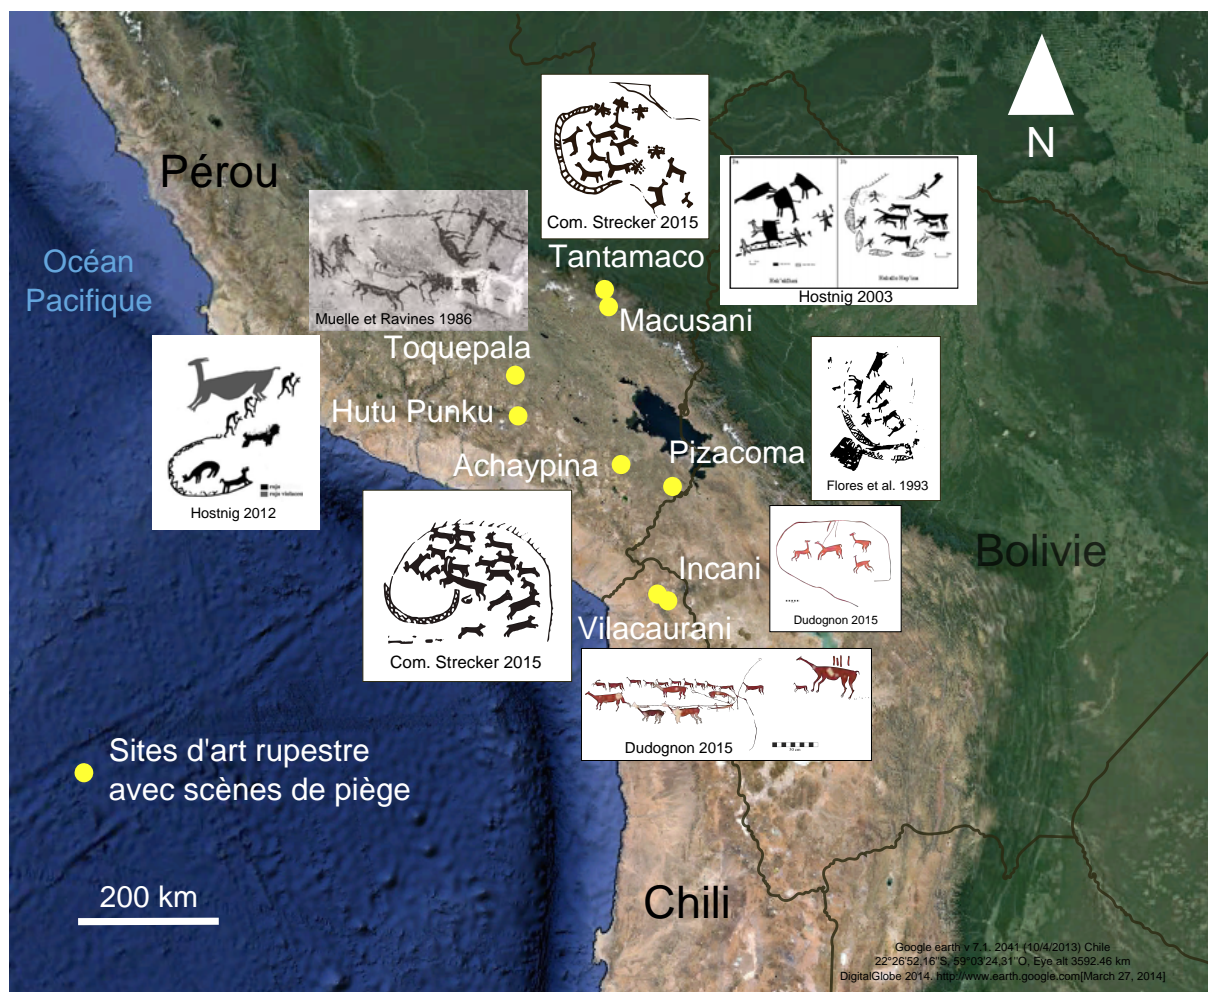 Pérou
Océan
Pacifique
N
Com. Strecker 2015
Tantamaco
Hostnig 2003
Macusani
Muelle et Ravines 1986
Toquepala
Hutu Punku
Achaypina
Pizacoma
Flores et al. 1993
rojo
rojo violaceo
Hostnig 2012
Com. Strecker 2015
Incani
Vilacaurani
Bolivie
Dudognon 2015
Dudognon 2015
Sites d'art rupestre
avec scènes de piège
200 km
Chili
Google earth v 7.1. 2041 (10/4/2013) Chile
22°26'52.16"S, 59°03'24,31"O, Eye alt 3592.46 km
DigitalGlobe 2014. http://www.earth.google.com[March 27, 2014]